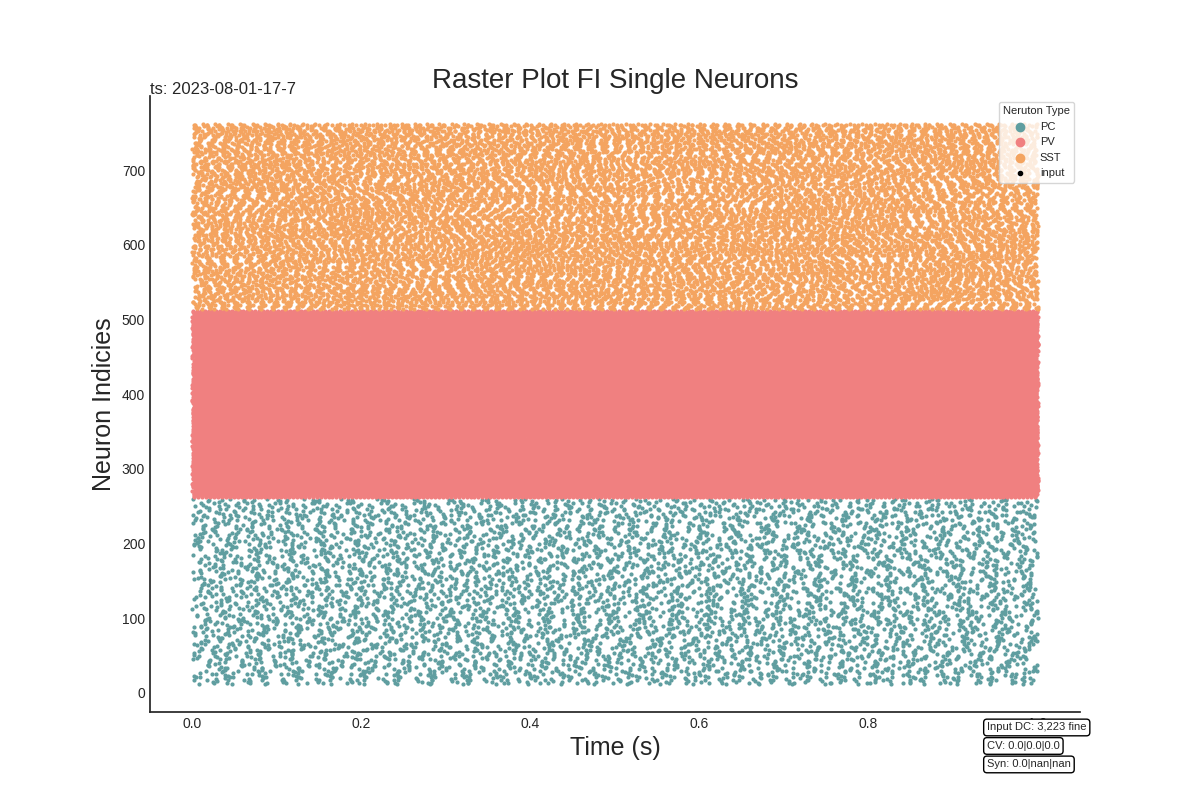 Raster Plot FI Single Neurons
ts: 2023-08-01-17-7
Neruton Type
PC
PV
SST
input
700
600
500
400
300
200
100
0
Neuron Indicies
0.0 0.2 0.4 0.6 0.8
Time (s)
Input DC: 3,223 fine
CV: 0.0|0.0|0.0
Syn: 0.0|nan|nan